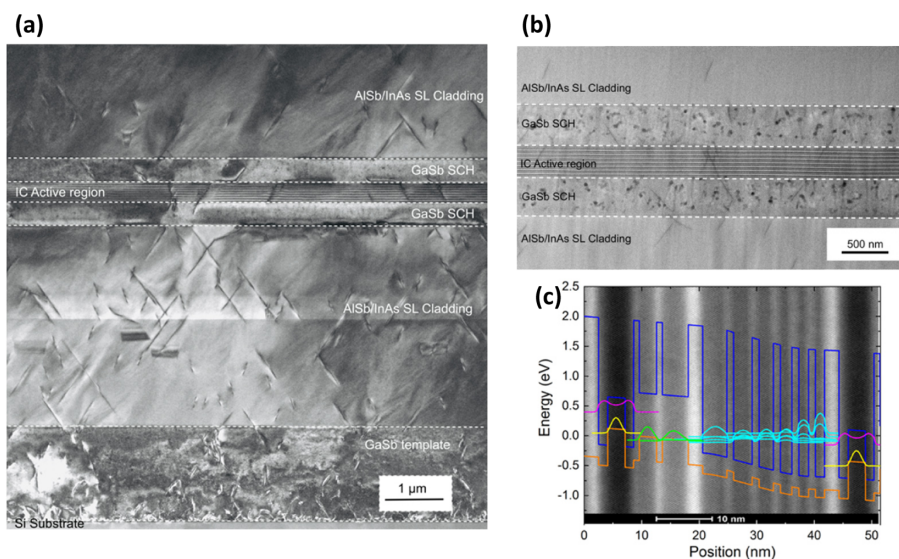 (a)
AlSb/InAs SL Cladding
GaSb SCH
IC Active region
GaSb SCH
AlSb/InAs SL Cladding
GaSb template
1 µm
Si Substrate
(b)
AlSb/InAs SL Cladding
GaSb SCH
IC Active region
GaSb SCH
AlSb/InAs SL Cladding
500 nm
(c)
2.5
2.0
1.5
1.0
0.5
0.0
-0.5
-1.0
Energy (eV)
10 nm
0 10 20 30 40 50
Position (nm)